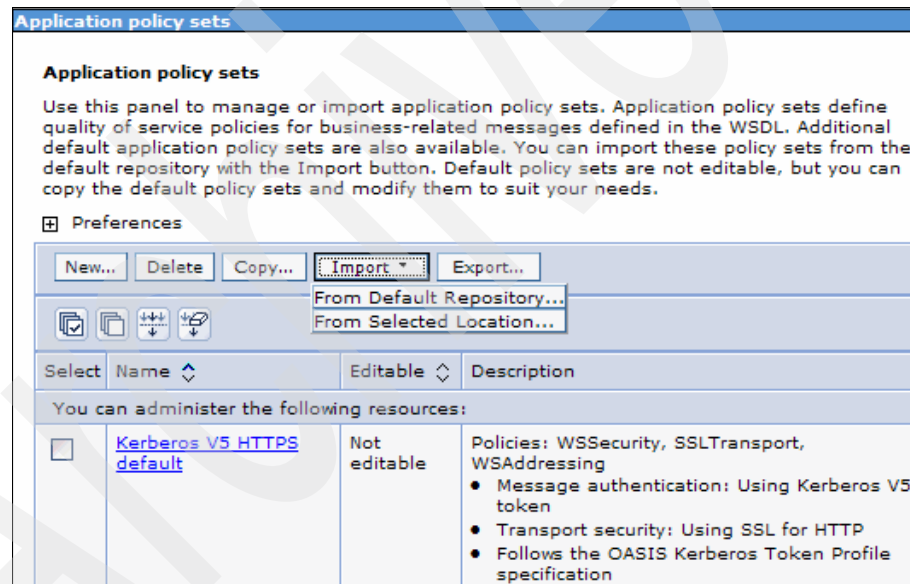 Application policy sets
Application policy sets
Use this panel to manage or import application policy sets. Application policy sets define
quality of service policies for business-related messages defined in the WSDL. Additional
default application policy sets are also available. You can import these policy sets from the
default repository with the Import button. Default policy sets are not editable, but you can
copy the default policy sets and modify them to suit your needs.
Preferences
New... Delete Copy... Import Export...
From Default Repository...
From Selected Location...
Select Name Editable Description
You can administer the following resources:
Kerberos V5 HTTPS
default
Not
editable
Policies: WSSecurity, SSLTransport,
WSAddressing
• Message authentication: Using Kerberos V5
token
• Transport security: Using SSL for HTTP
• Follows the OASIS Kerberos Token Profile
specification